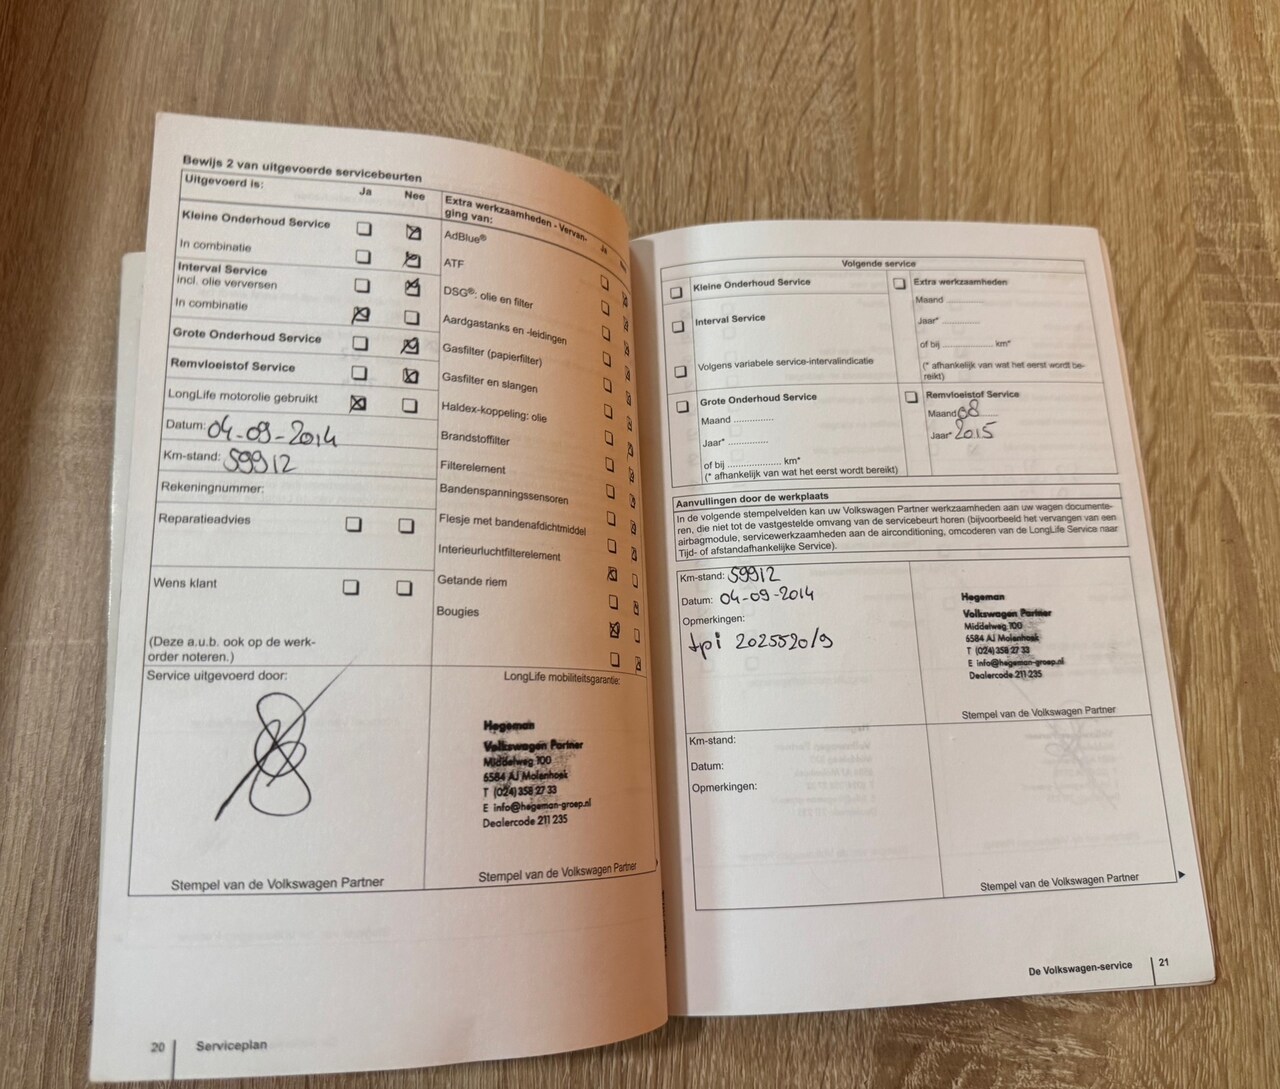 Bewijs 2 van uitgevoerde servicebeurten
Uitgevoerd is:
Ja
Nee
Kleine Onderhoud Service
In combinatie
Interval Service
incl. olie verversen
In combinatie
Grote Onderhoud Service
Remvloeistof Service
LongLife motorolie gebruikt
Datum: 04-09-2014
Km-stand: 59912
Rekeningnummer:
Reparatieadvies
Wens klant
(Deze a.u.b. ook op de werk-
order noteren.)
Extra werkzaamheden - Vervan-
ging van:
Ja
AdBlue®
ATF
DSG®- olie en filter
Aardgastanks en -leidingen
Gasfilter (papierfilter)
Gasfilter en slangen
Haldex-koppeling: olie
Brandstoffilter
Filterelement
Bandenspanningssensoren
Flesje met bandenafdichtmiddel
Interieurluchtfilterelement
Getande riem
Bougies
Service uitgevoerd door:
Stempel van de Volkswagen Partner
LongLife mobiliteitsgarantie:
Hegeman
Volkswagen Partner
Middelweg 100
6584 AJ Molenhoek
T (024) 358 27 33
E info@hegeman-groep.nl
Dealercode 211 235
Stempel van de Volkswagen Partner
20
Serviceplan
Volgende service
Kleine Onderhoud Service
Interval Service
Volgens variabele service-intervalindicatie
Grote Onderhoud Service
Maand ..............
Jaar* ..............
of bij ................... km*
(* afhankelijk van wat het eerst wordt bereikt)
Extra werkzaamheden
Maand
Jaar*
of bij km*
(* afhankelijk van wat het eerst wordt be-
reikt)
Remvloeistof Service
Maand 08
Jaar* 2015
Aanvullingen door de werkplaats
In de volgende stempelvelden kan uw Volkswagen Partner werkzaamheden aan uw wagen documente-
ren, die niet tot de vastgestelde omvang van de servicebeurt horen (bijvoorbeeld het vervangen van een
airbagmodule, servicewerkzaamheden aan de airconditioning, omcoderen van de LongLife Service naar
Tijd- of afstandafhankelijke Service).
Km-stand: 59912
Datum: 04-09-2014
Opmerkingen:
tpi 2025520/9
Hegeman
Volkswagen Partner
Middelweg 100
6584 AJ Molenhoek
T (024) 358 27 33
E info@hegeman-groep.nl
Dealercode 211 235
Stempel van de Volkswagen Partner
Km-stand:
Datum:
Opmerkingen:
Stempel van de Volkswagen Partner
De Volkswagen-service
21